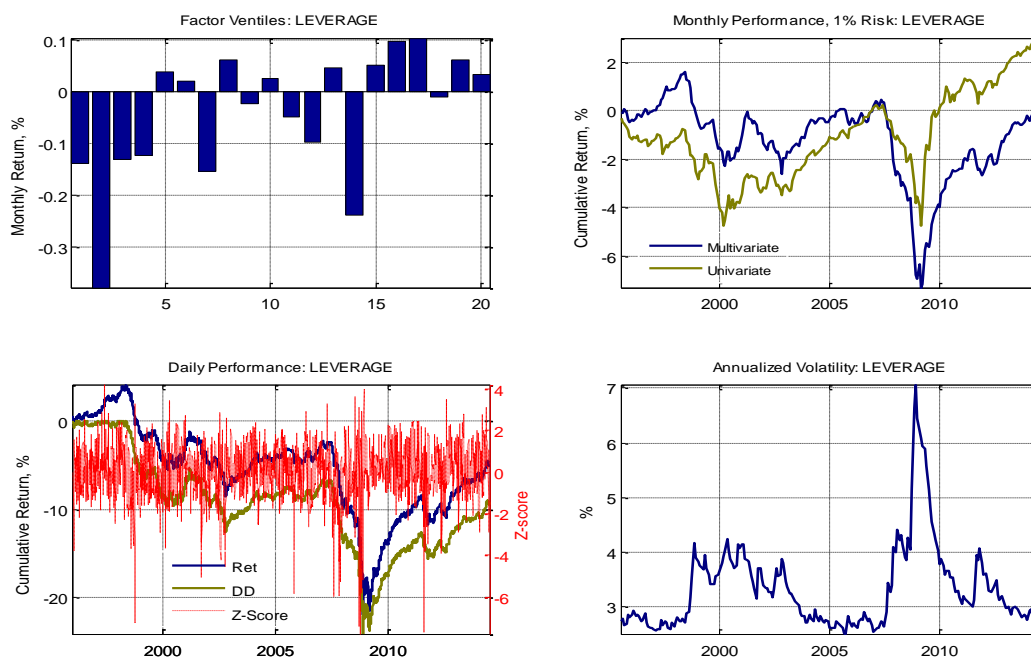 Factor Ventiles: LEVERAGE
Monthly Return, %
0.1
0
-0.1
-0.2
-0.3
5
10
15
20
Monthly Performance, 1% Risk: LEVERAGE
Cumulative Return, %
2
0
-2
-4
-6
Multivariate
Univariate
2000
2005
2010
Daily Performance: LEVERAGE
Cumulative Return, %
0
-10
-20
Ret
DD
Z-Score
4
2
0
-2
-4
-6
Z-score
2000
2005
2010
Annualized Volatility: LEVERAGE
%
7
6
5
4
3
2000
2005
2010